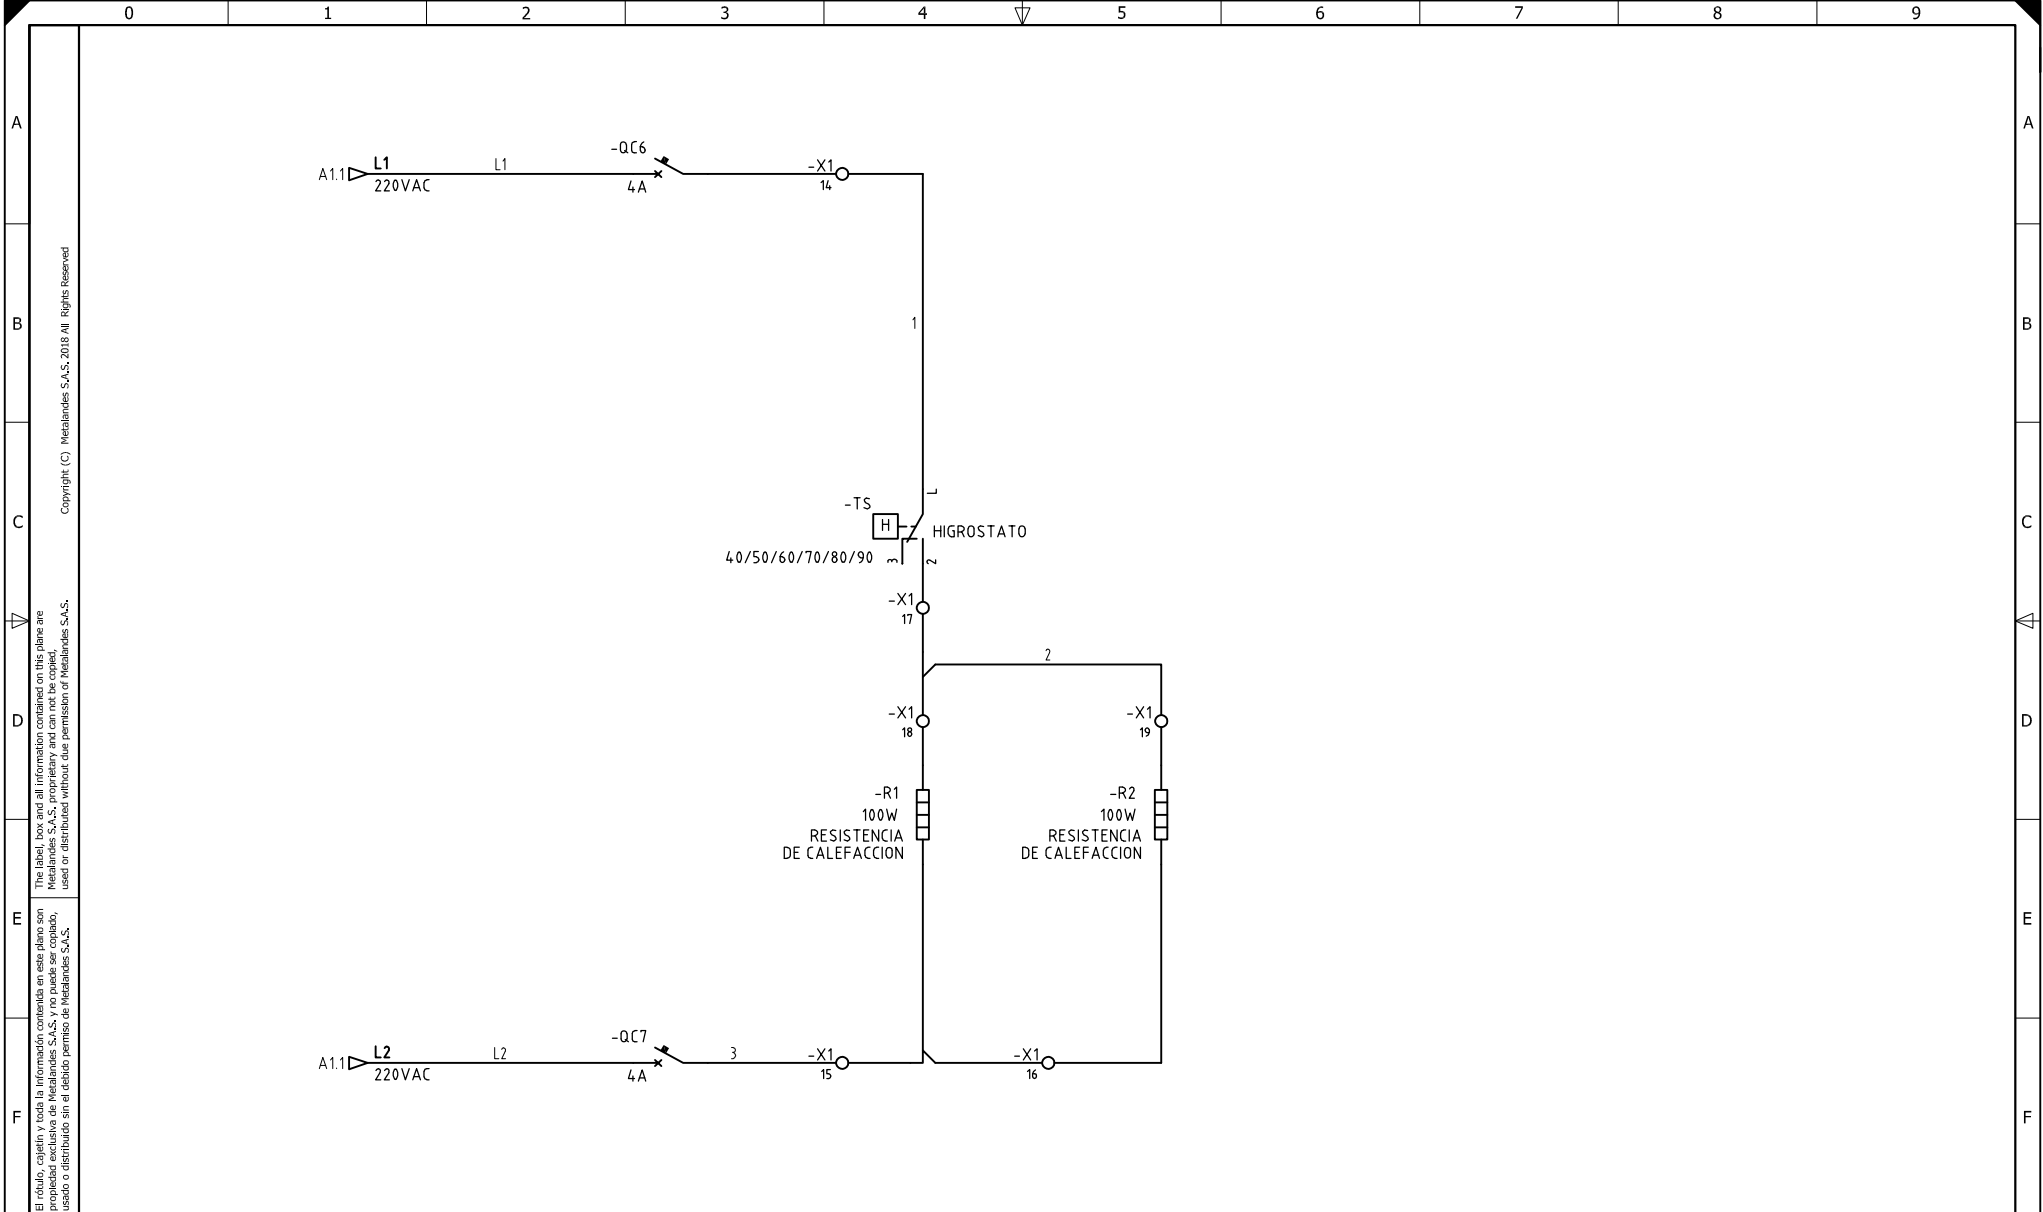 0 1 2 3 4 5 6 7 8 9
A A
-QC6
A1.1 L1 L1 -X1
220VAC 4A 14
B B
1
L
-TS
C H HIGROSTATO C
40/50/60/70/80/90 3 2
-X1
17
2
D -X1 -X1 D
18 19
-R1 -R2
100W 100W
RESISTENCIA RESISTENCIA
DE CALEFACCION DE CALEFACCION
E E
-QC7
A1.1 L2 L2 3 -X1 -X1
220VAC 4A 15 16
F F
Copyright (C) Metalandes S.A.S. 2018 All Rights Reserved
The label, box and all information contained on this plane are
Metalandes S.A.S. proprietary and can not be copied,
used or distributed without due permission of Metalandes S.A.S.
El rótulo, cajetín y toda la información contenida en este plano son
propiedad exclusiva de Metalandes S.A.S. y no puede ser copiado,
usado o distribuido sin el debido permiso de Metalandes S.A.S.